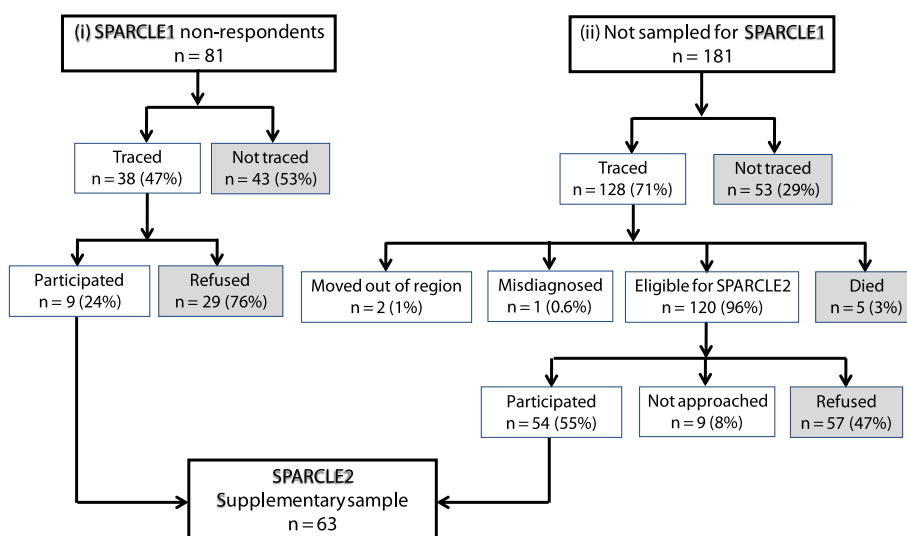 (i) SPARCLE1 non-respondents
n = 81
(ii) Not sampled for SPARCLE1
n = 181
Traced
n = 38 (47%)
Not traced
n = 43 (53%)
Traced
n = 128 (71%)
Not traced
n = 53 (29%)
Participated
n = 9 (24%)
Refused
n = 29 (76%)
Moved out of region
n = 2 (1%)
Misdiagnosed
n = 1 (0.6%)
Eligible for SPARCLE2
n = 120 (96%)
Died
n = 5 (3%)
Participated
n = 54 (55%)
Not approached
n = 9 (8%)
Refused
n = 57 (47%)
SPARCLE2
Supplementary sample
n = 63